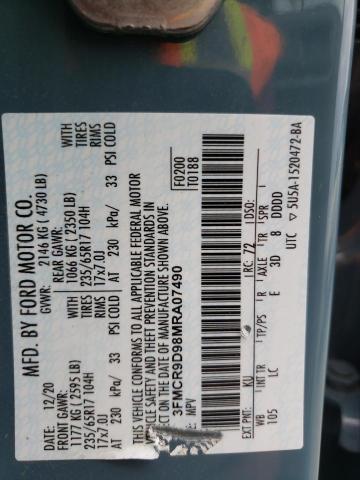 MFD. BY FORD MOTOR CO.
DATE: 12/20 GVWR: 2146 KG ( 4730 LB)
FRONT GAWR: REAR GAWR:
1177 KG ( 2595 LB) WITH 1066 KG ( 2350 LB) WITH
235/65R17 104H TIRES 235/65R17 104H TIRES
17x7.0J RIMS 17x7.0J RIMS
AT 230 kPa/ 33 PSI COLD AT 230 kPa/ 33 PSI COLD
THIS VEHICLE CONFORMS TO ALL APPLICABLE FEDERAL MOTOR
VEHICLE SAFETY AND THEFT PREVENTION STANDARDS IN
EFFECT ON THE DATE OF MANUFACTURE SHOWN ABOVE.
3FMCR9D98MRA07490
MPV
F0200
T0188
KU RC: 72 DSO:
WB INT TR TP/PS R AXLE TR SPR
105 LC E 3D 8 DDDD
UTC ▽ 5U5A-1520472-BA